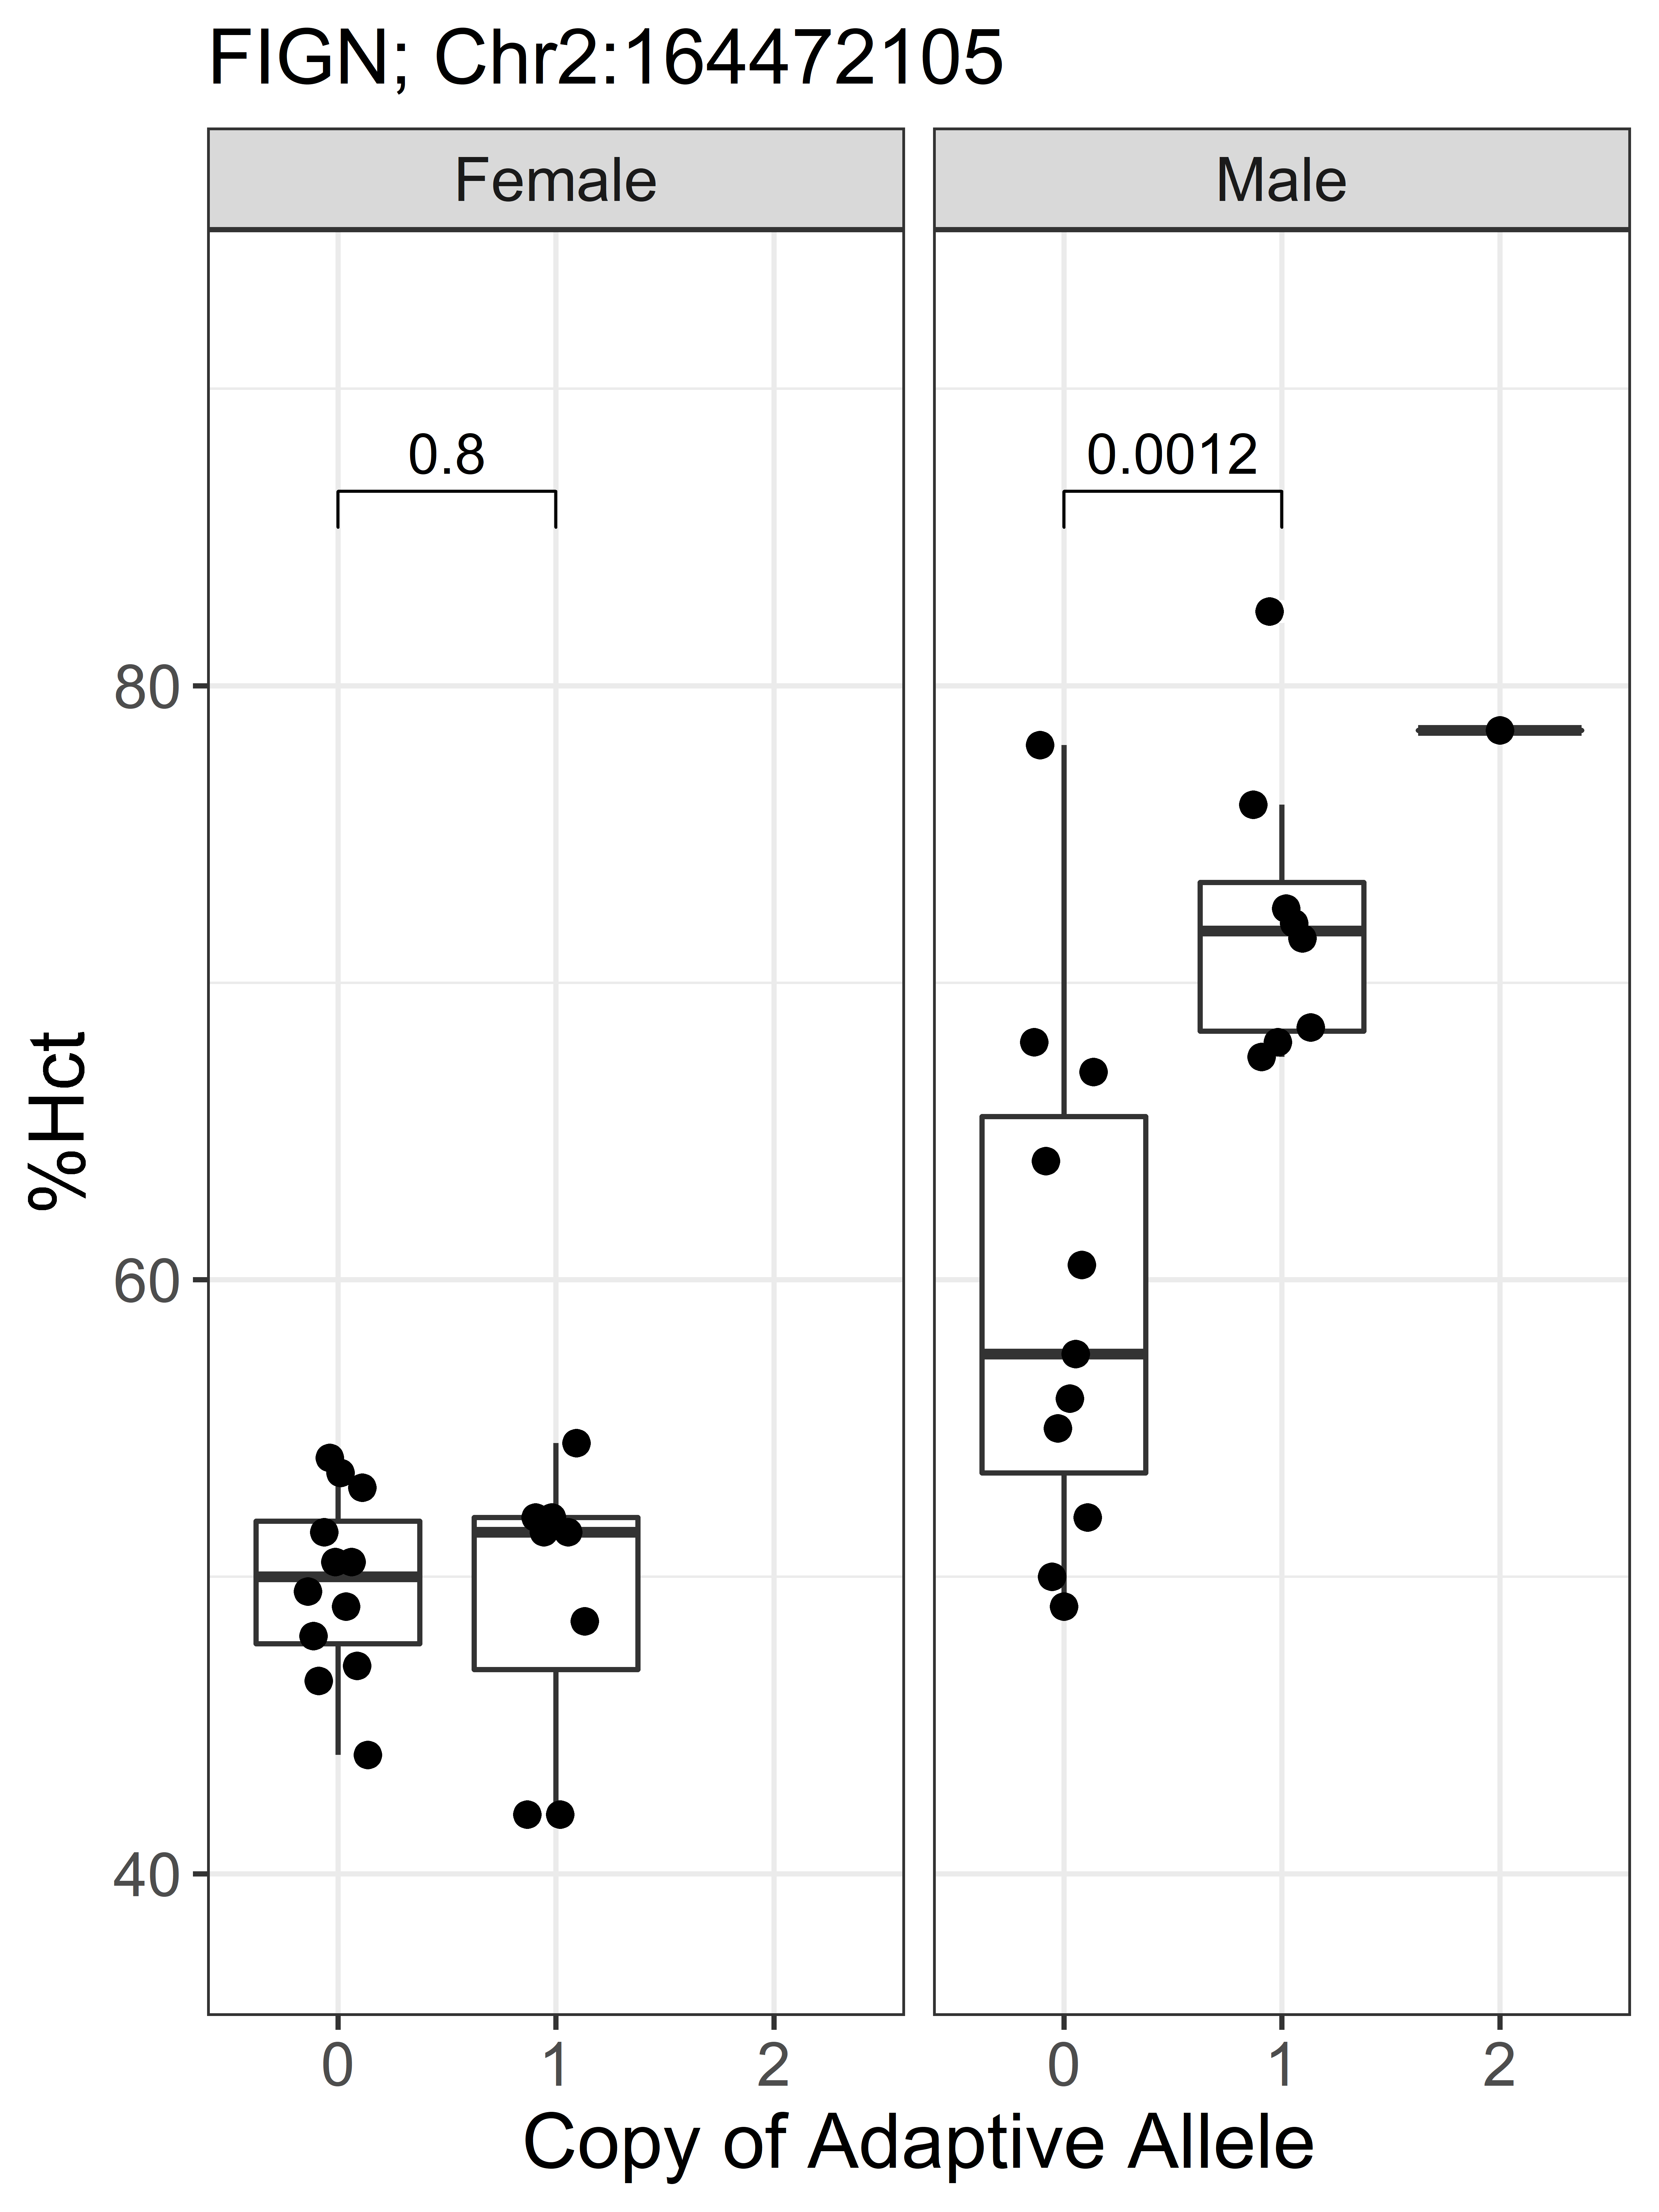 FIGN; Chr2:164472105
Female Male
0.8 0.0012
80
60
40
%Hct
0 1 2 0 1 2
Copy of Adaptive Allele